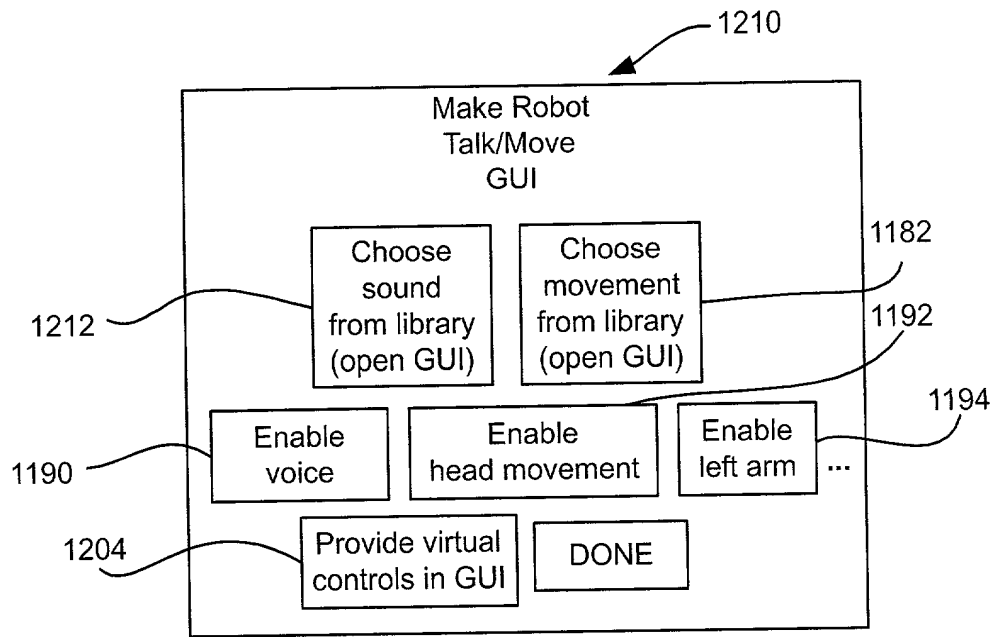 1210
Make Robot
Talk/Move
GUI
Choose
sound
from library
(open GUI)
1212
Choose
movement
from library
(open GUI)
1182
1192
Enable
voice
1190
Enable
head movement
Enable
left arm
...
1194
Provide virtual
controls in GUI
1204
DONE